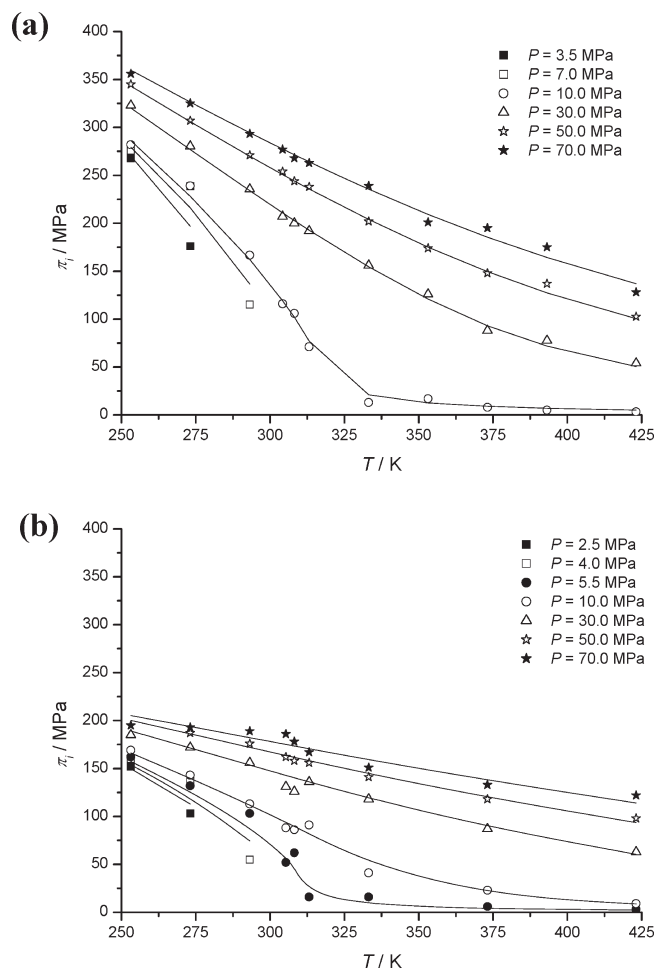 (a)
400
350
300
250
200
150
100
50
0
π_i / MPa
250 275 300 325 350 375 400 425
T / K
P = 3.5 MPa
P = 7.0 MPa
P = 10.0 MPa
P = 30.0 MPa
P = 50.0 MPa
P = 70.0 MPa
(b)
400
350
300
250
200
150
100
50
0
π_i / MPa
250 275 300 325 350 375 400 425
T / K
P = 2.5 MPa
P = 4.0 MPa
P = 5.5 MPa
P = 10.0 MPa
P = 30.0 MPa
P = 50.0 MPa
P = 70.0 MPa